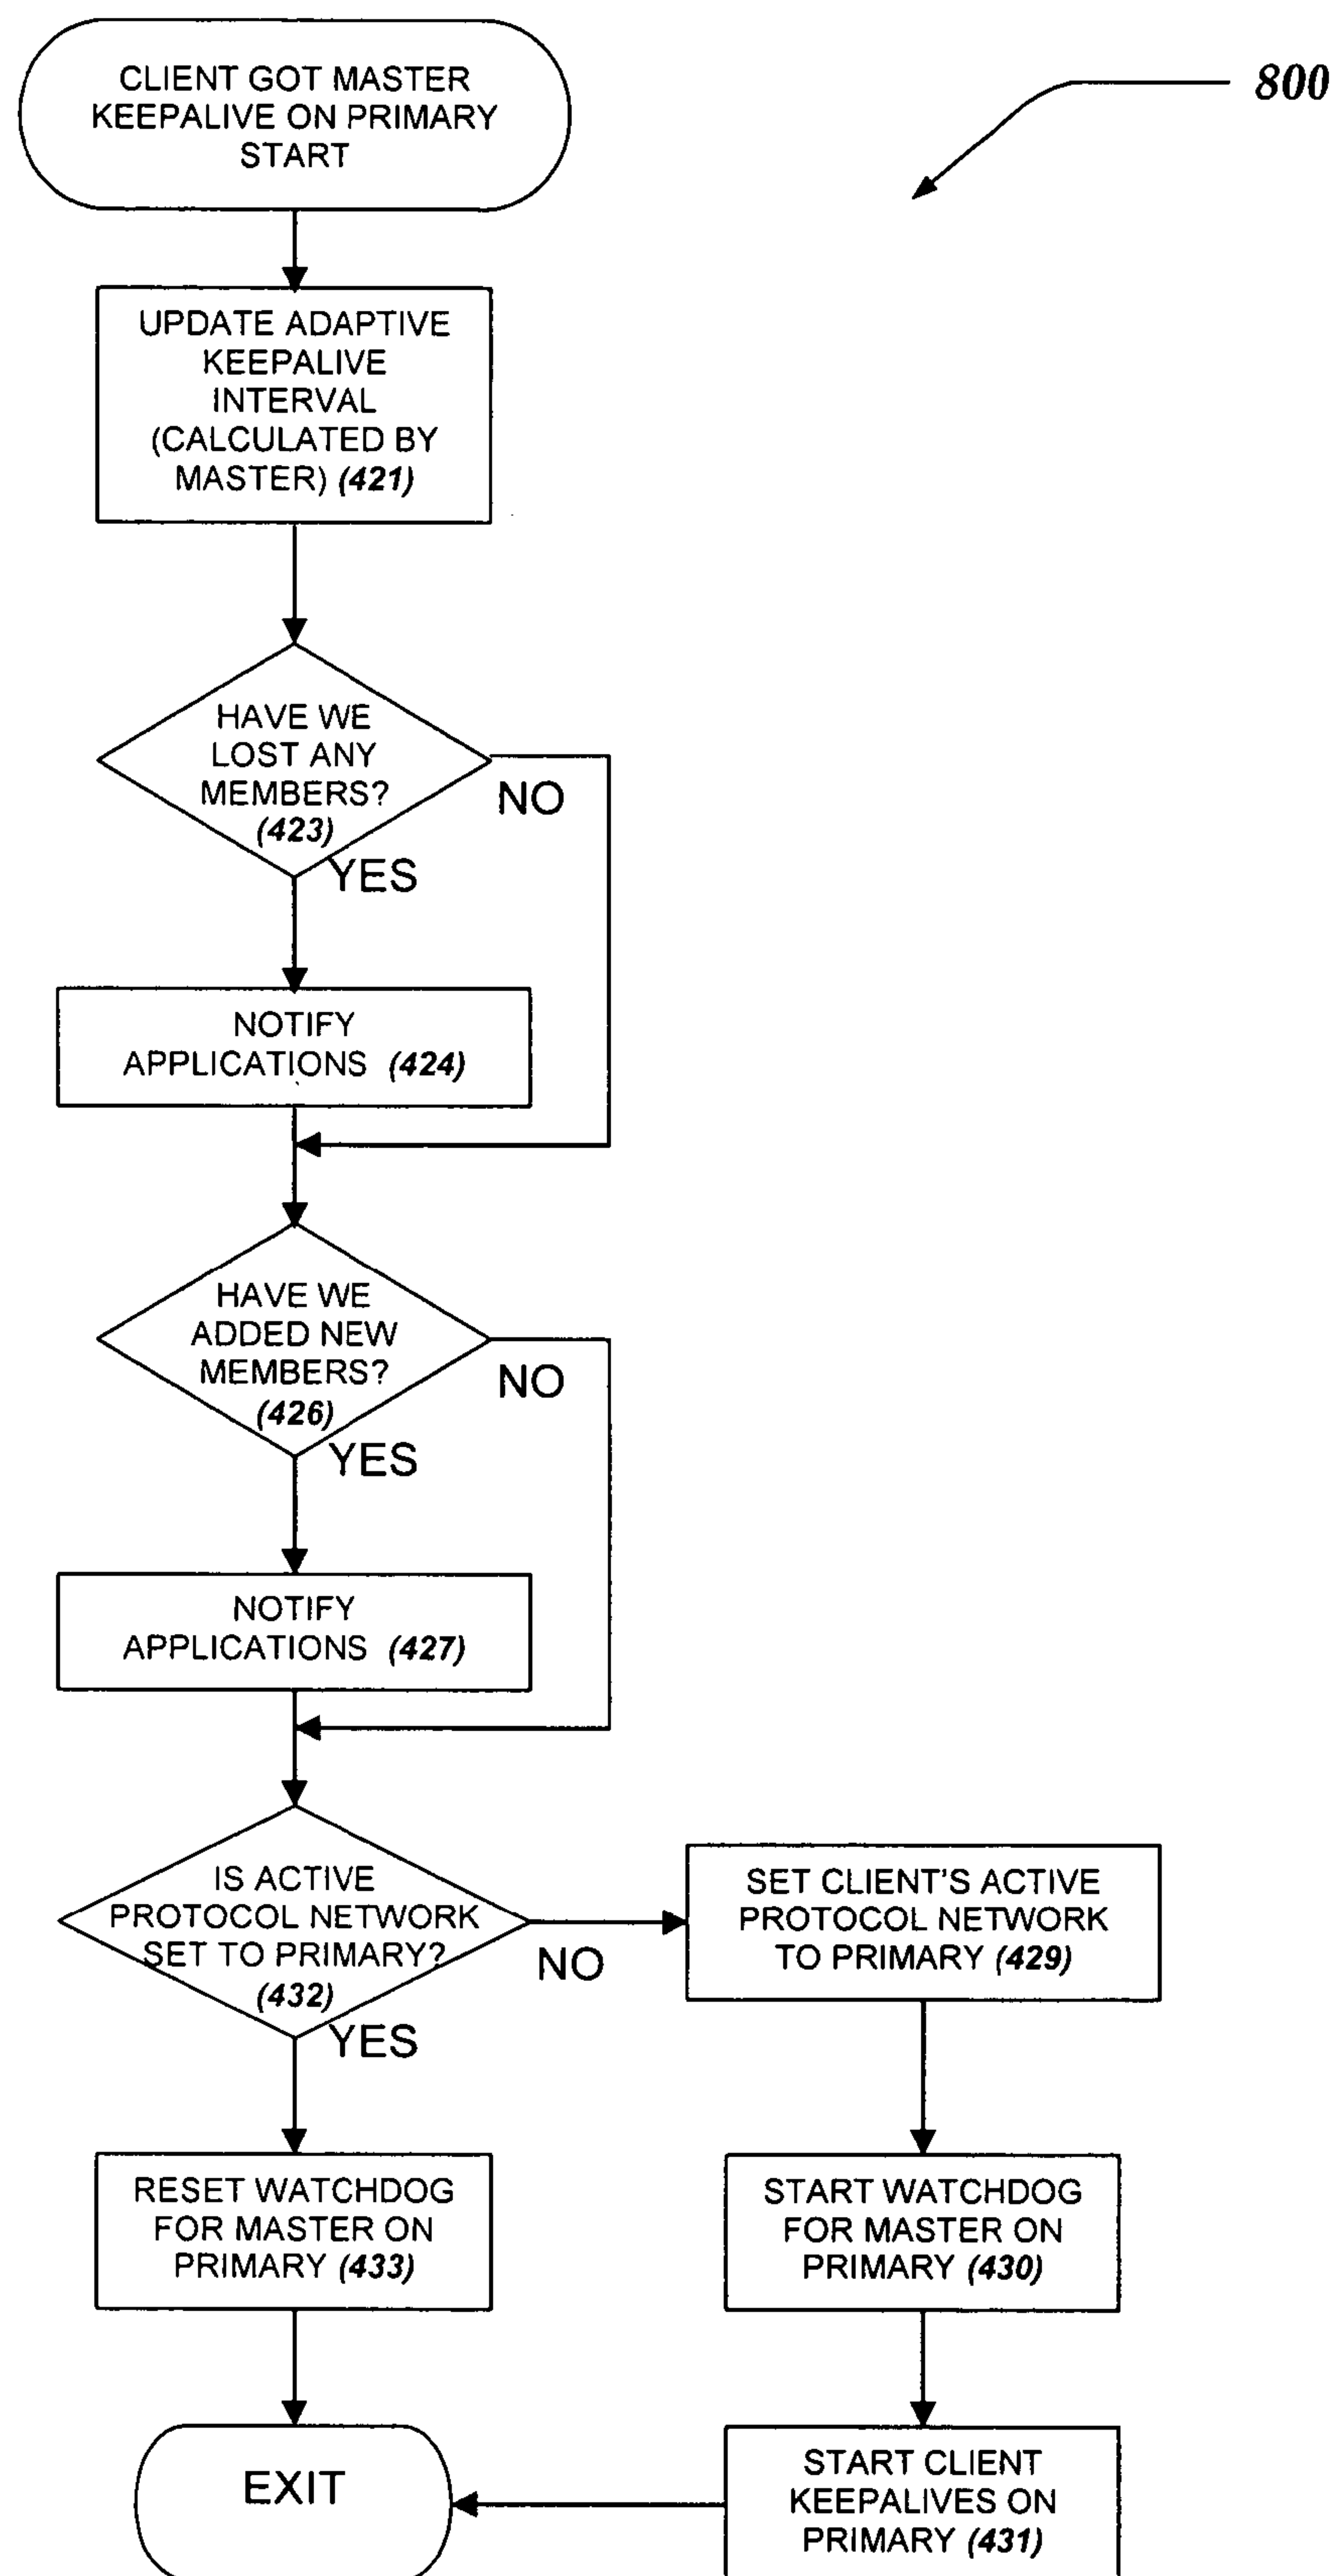 CLIENT GOT MASTER
KEEPALIVE ON PRIMARY
START
800
UPDATE ADAPTIVE
KEEPALIVE
INTERVAL
(CALCULATED BY
MASTER) (421)
HAVE WE
LOST ANY
MEMBERS?
(423)
NO
YES
NOTIFY
APPLICATIONS (424)
HAVE WE
ADDED NEW
MEMBERS?
(426)
NO
YES
NOTIFY
APPLICATIONS (427)
IS ACTIVE
PROTOCOL NETWORK
SET TO PRIMARY?
(432)
NO
YES
SET CLIENT'S ACTIVE
PROTOCOL NETWORK
TO PRIMARY (429)
RESET WATCHDOG
FOR MASTER ON
PRIMARY (433)
START WATCHDOG
FOR MASTER ON
PRIMARY (430)
EXIT
START CLIENT
KEEPALIVES ON
PRIMARY (431)